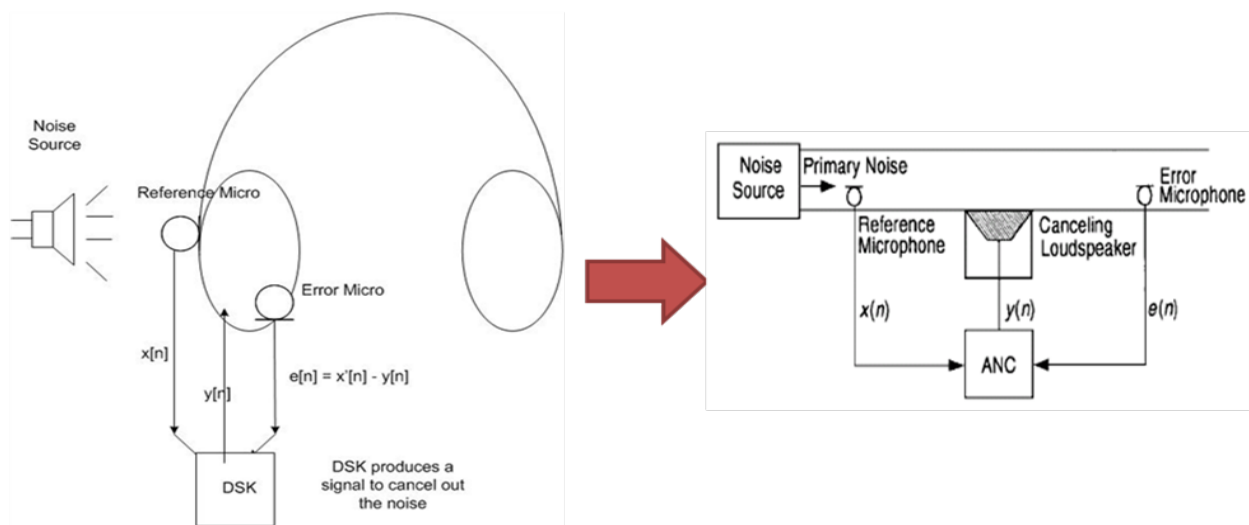 Noise
Source
Reference Micro
Error Micro
x[n]
y[n]
e[n] = x'[n] - y[n]
DSK
DSK produces a
signal to cancel out
the noise
Noise
Source
Primary Noise
Reference
Microphone
Canceling
Loudspeaker
Error
Microphone
x(n)
y(n)
e(n)
ANC